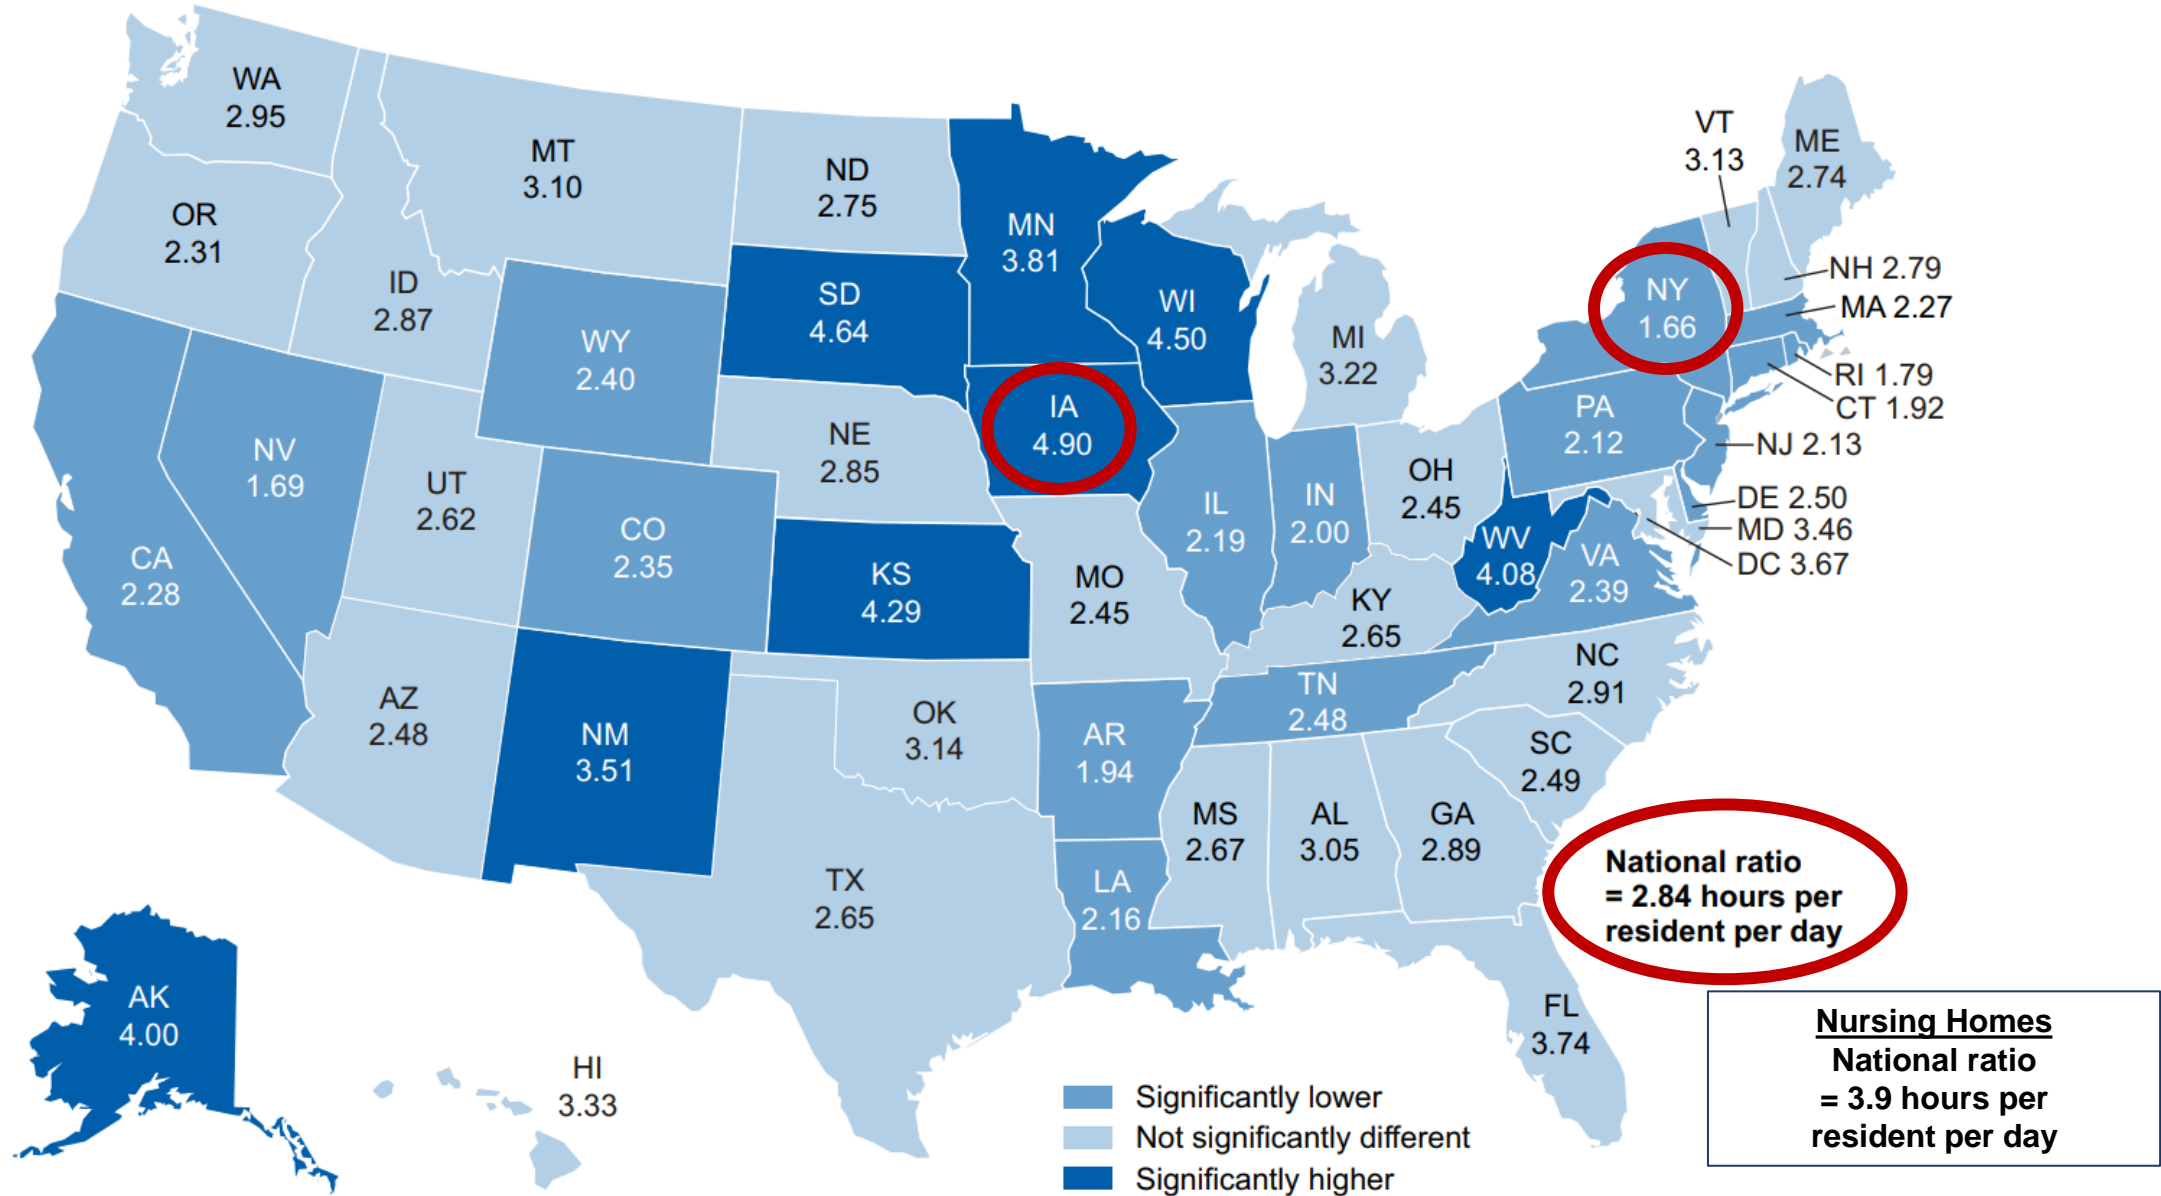 WA
2.95
OR
2.31
ID
2.87
MT
3.10
ND
2.75
MN
3.81
SD
4.64
WI
4.50
WY
2.40
NE
2.85
IA
4.90
MI
3.22
NV
1.69
UT
2.62
CO
2.35
KS
4.29
CA
2.28
AZ
2.48
NM
3.51
OK
3.14
TX
2.65
MO
2.45
AR
1.94
LA
2.16
IL
2.19
IN
2.00
OH
2.45
KY
2.65
TN
2.48
MS
2.67
AL
3.05
GA
2.89
FL
3.74
SC
2.49
NC
2.91
WV
4.08
VA
2.39
PA
2.12
NY
1.66
VT
3.13
ME
2.74
NH 2.79
MA 2.27
RI 1.79
CT 1.92
NJ 2.13
DE 2.50
MD 3.46
DC 3.67
AK
4.00
HI
3.33
National ratio
= 2.84 hours per
resident per day
Nursing Homes
National ratio
= 3.9 hours per
resident per day
Significantly lower
Not significantly different
Significantly higher